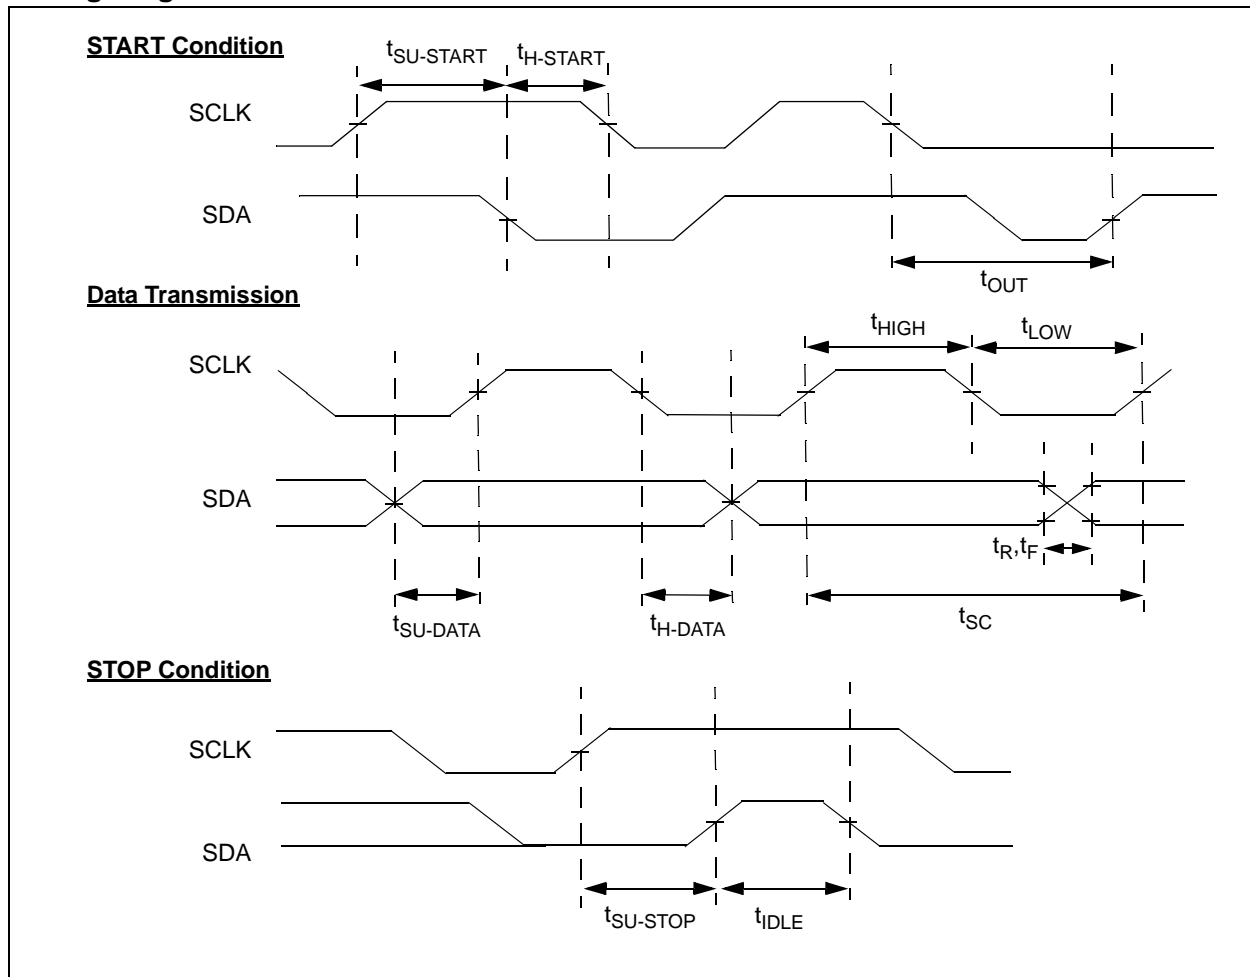 START Condition
tSU-START
tH-START
SCLK
SDA
tOUT
Data Transmission
tHIGH
tLOW
SCLK
SDA
tR,tF
tSU-DATA
tH-DATA
tSC
STOP Condition
SCLK
SDA
tSU-STOP
tIDLE